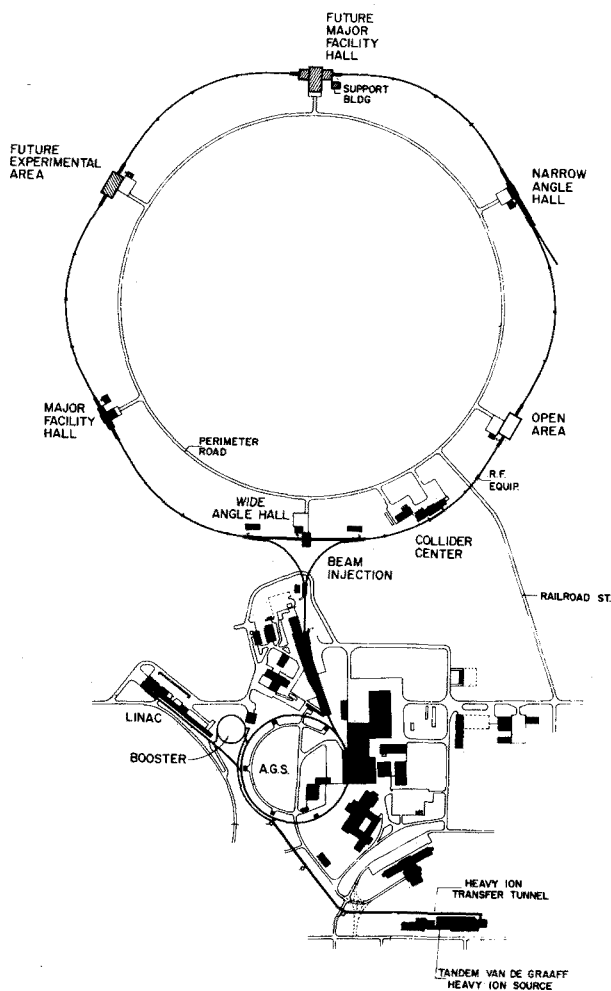 FUTURE
MAJOR
FACILITY
HALL
SUPPORT
BLDG
FUTURE
EXPERIMENTAL
AREA
NARROW
ANGLE
HALL
MAJOR
FACILITY
HALL
OPEN
AREA
PERIMETER
ROAD
R.F.
EQUIP.
WIDE
ANGLE HALL
COLLIDER
CENTER
BEAM
INJECTION
RAILROAD ST.
LINAC
BOOSTER
A.G.S.
HEAVY ION
TRANSFER TUNNEL
TANDEM VAN DE GRAAFF
HEAVY ION SOURCE